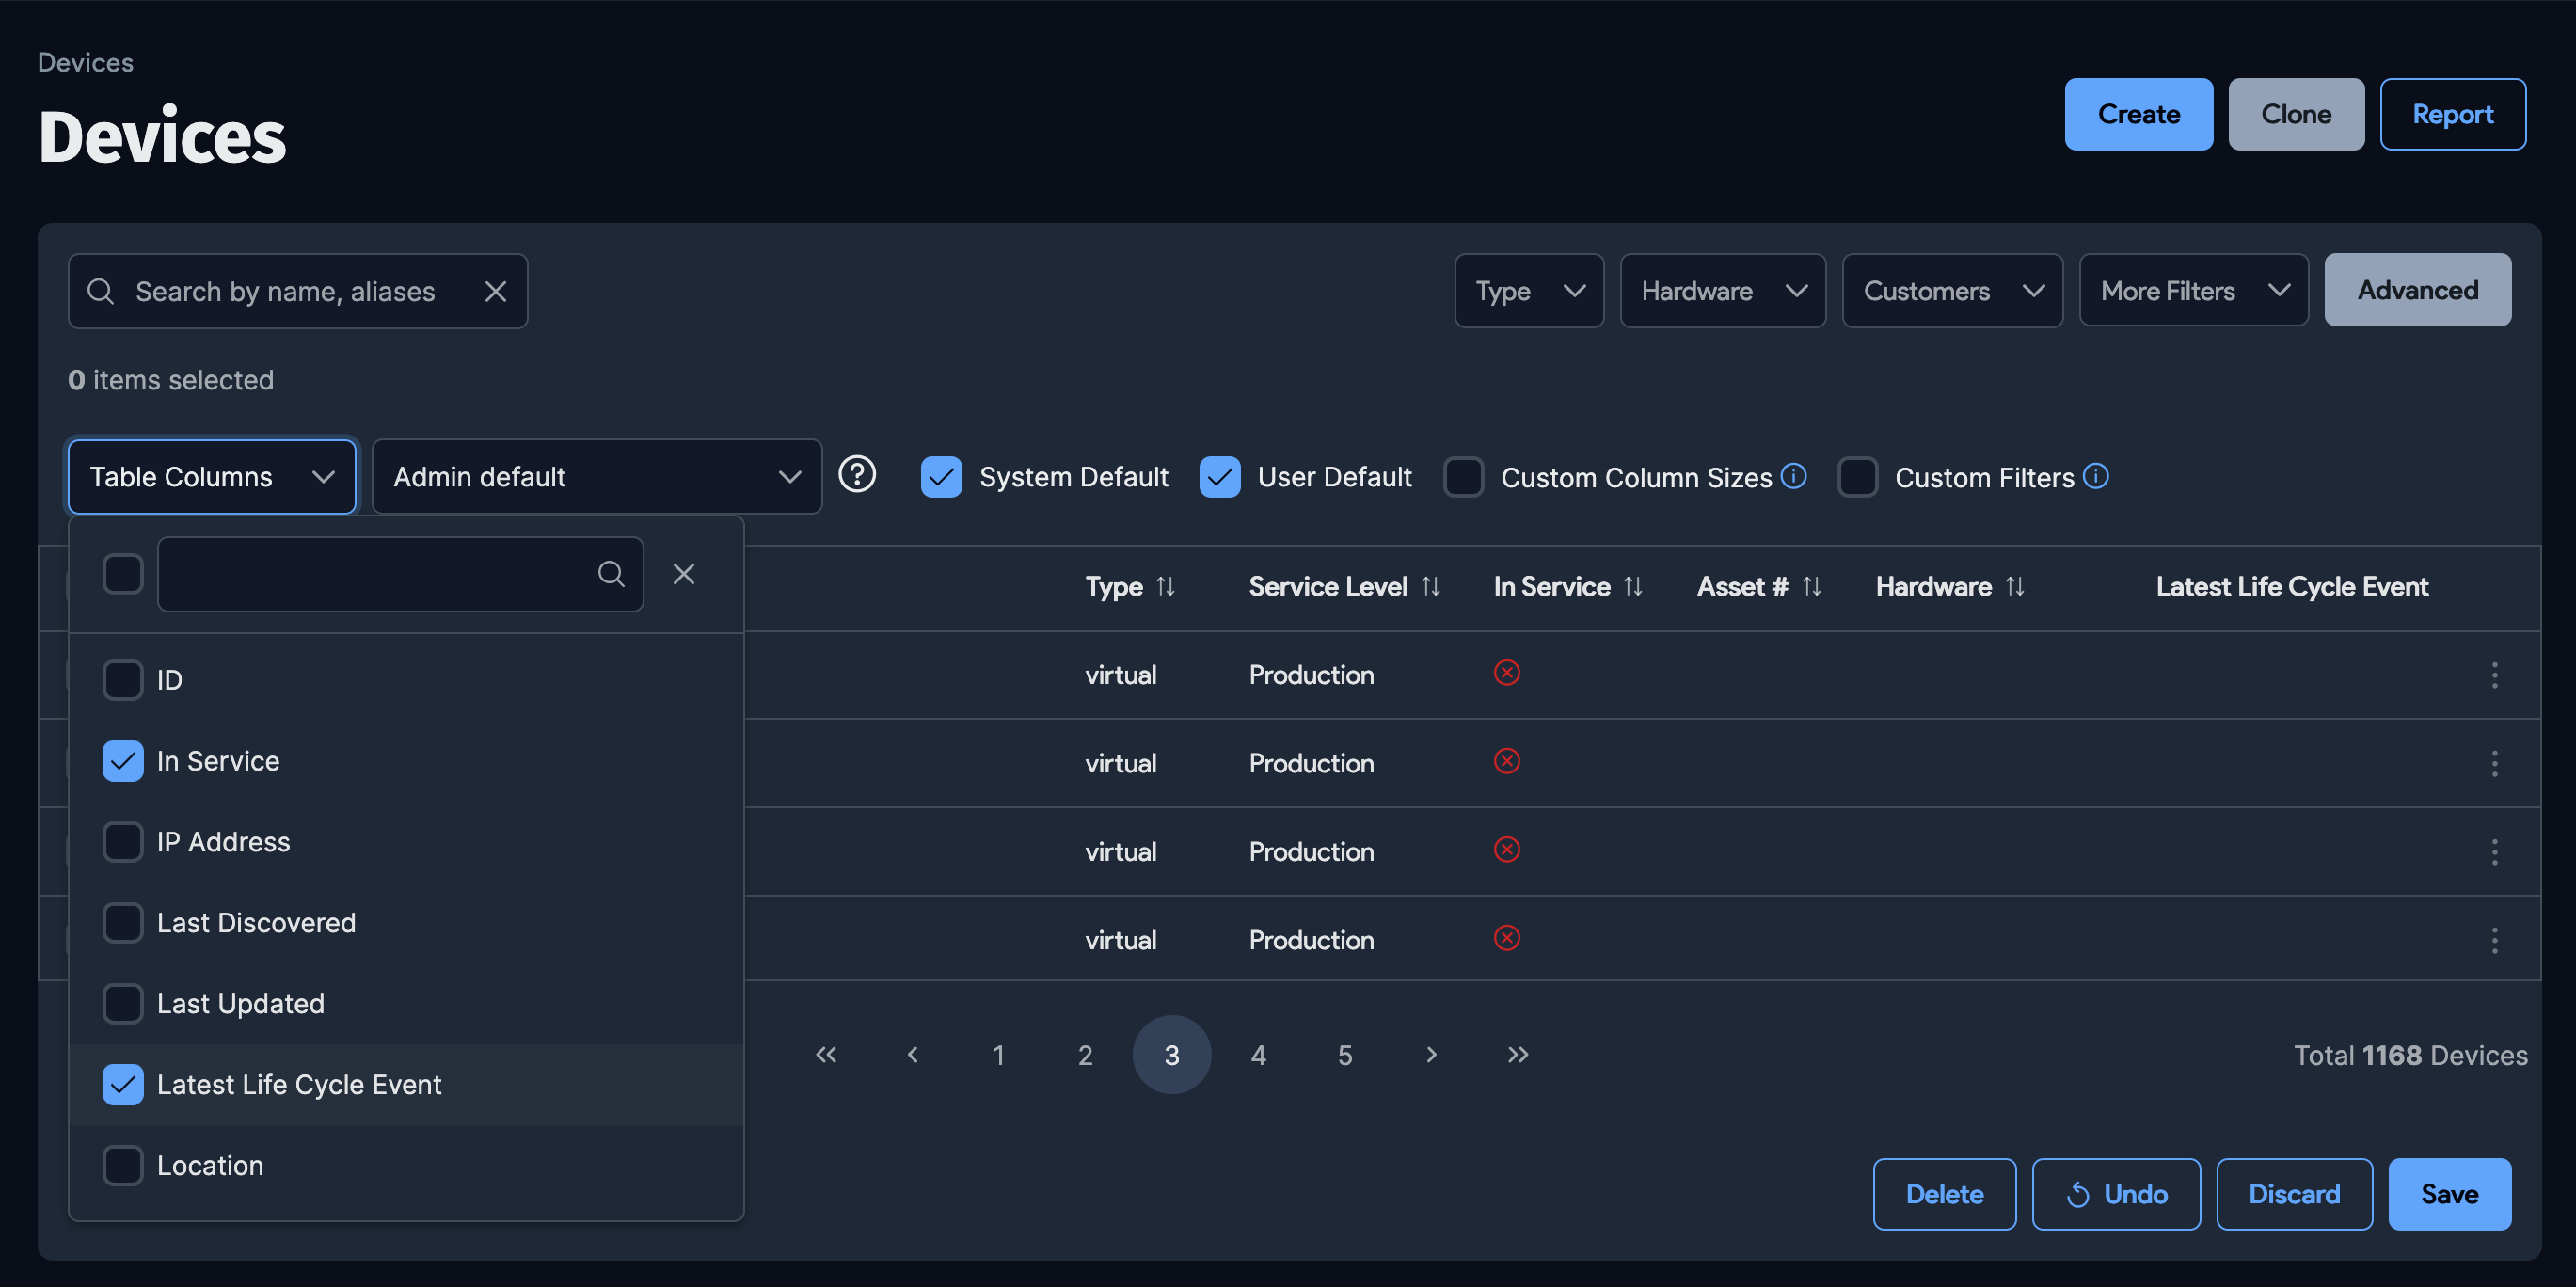 Devices
Devices
Create
Clone
Report
Search by name, aliases
Type
Hardware
Customers
More Filters
Advanced
0 items selected
Table Columns
Admin default
System Default
User Default
Custom Column Sizes
Custom Filters
Type
Service Level
In Service
Asset #
Hardware
Latest Life Cycle Event
virtual Production
virtual Production
virtual Production
virtual Production
ID
In Service
IP Address
Last Discovered
Last Updated
Latest Life Cycle Event
Location
1 2 3 4 5
Total 1168 Devices
Delete
Undo
Discard
Save